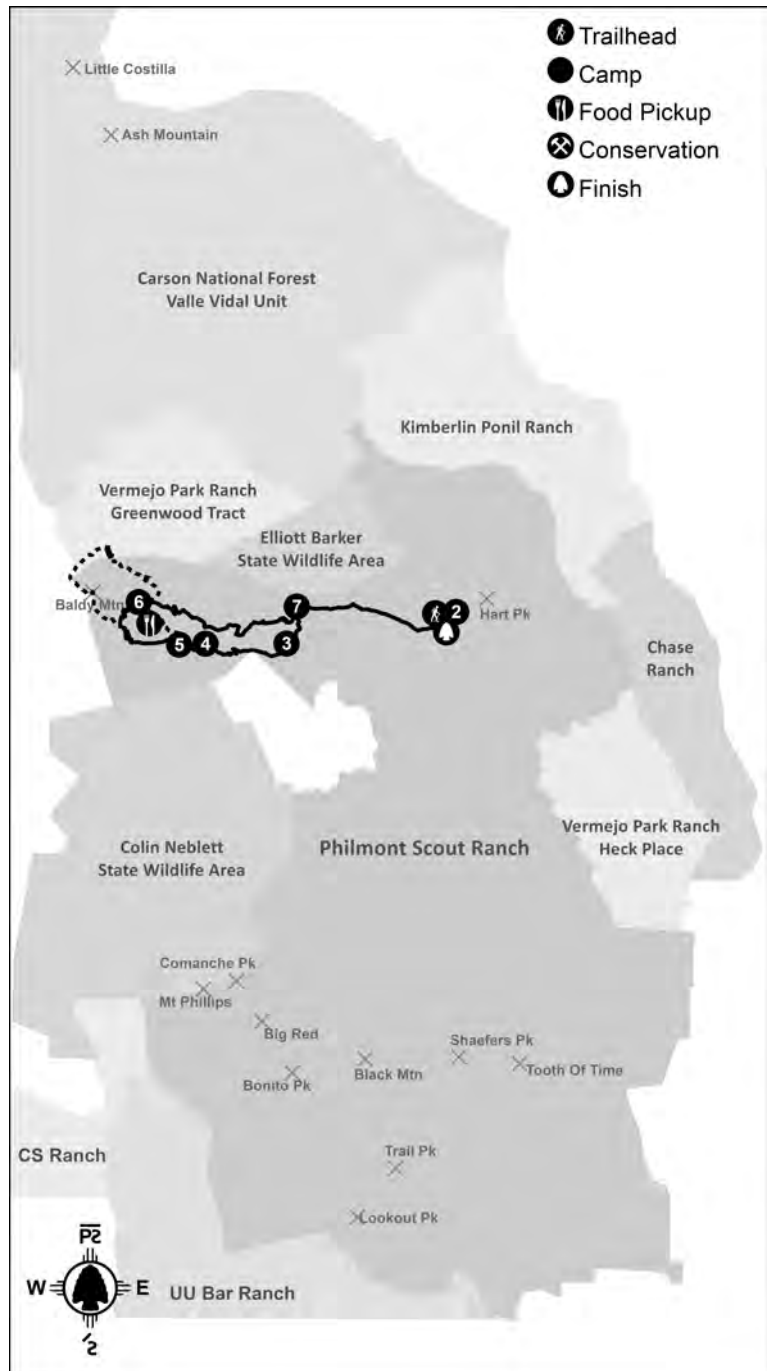 Trailhead
Camp
Food Pickup
Conservation
Finish
Little Costilla
Ash Mountain
Carson National Forest
Valle Vidal Unit
Kimberlin Ponil Ranch
Vermejo Park Ranch
Greenwood Tract
Elliott Barker
State Wildlife Area
Baldy Mtn
6
7
2
Hart Pk
5
4
3
Chase
Ranch
Colin Neblett
State Wildlife Area
Philmont Scout Ranch
Vermejo Park Ranch
Heck Place
Comanche Pk
Mt Phillips
Big Red
Bonito Pk
Black Mtn
Shaefers Pk
Tooth Of Time
Trail Pk
Lookout Pk
CS Ranch
W
E
UU Bar Ranch